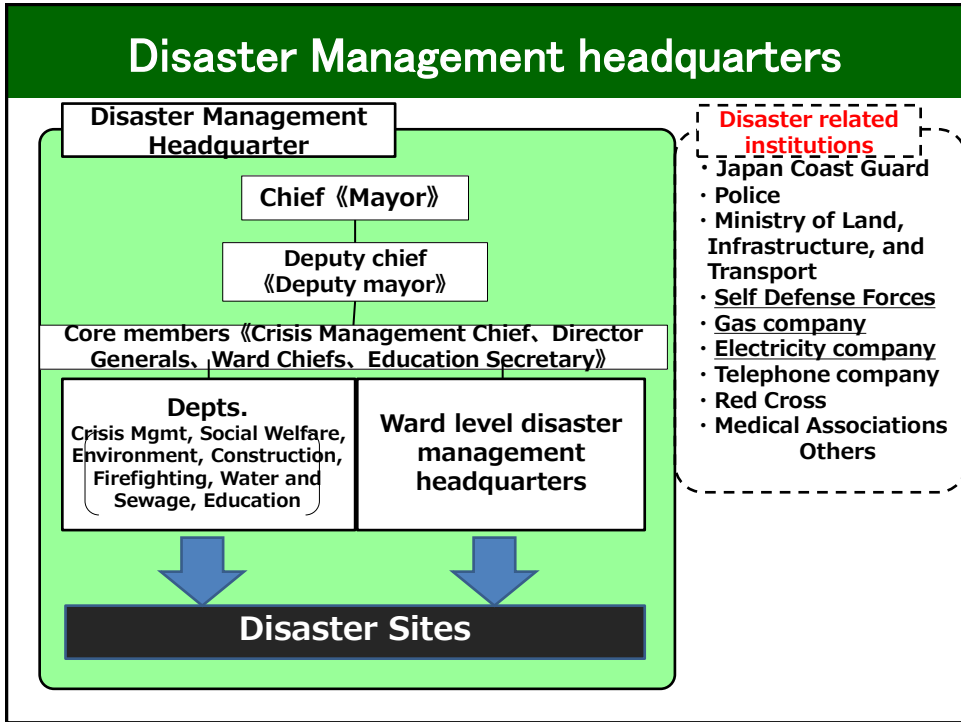 Disaster Management headquarters
Disaster Management
Headquarter
Chief《Mayor》
Deputy chief
《Deputy mayor》
Core members《Crisis Management Chief、Director
Generals、Ward Chiefs、Education Secretary》
Depts.
Crisis Mgmt, Social Welfare,
Environment, Construction,
Firefighting, Water and
Sewage, Education
Ward level disaster
management
headquarters
Disaster Sites
Disaster related
institutions
・Japan Coast Guard
・Police
・Ministry of Land,
Infrastructure, and
Transport
・Self Defense Forces
・Gas company
・Electricity company
・Telephone company
・Red Cross
・Medical Associations
Others